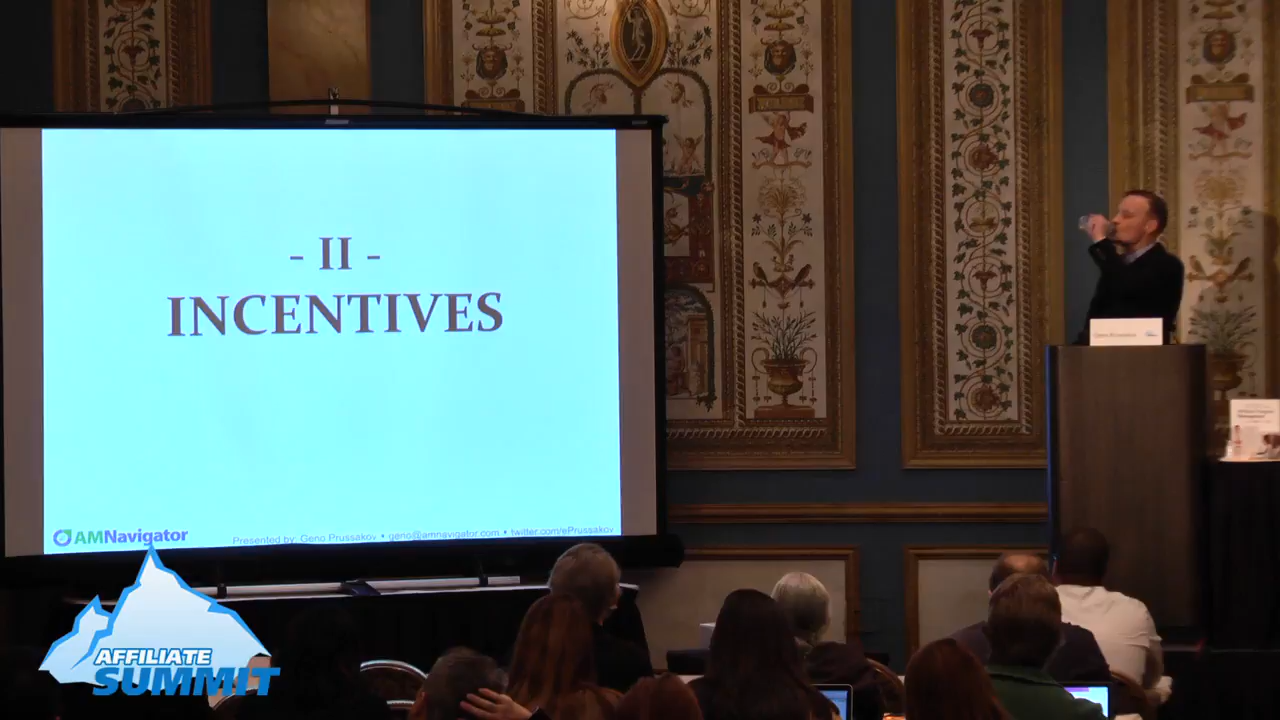 - II -
INCENTIVES
AMNavigator
Presented by: Geno Prussakov • geno@amnavigator.com • twitter.com/ePrussakov
AFFILIATE
SUMMIT